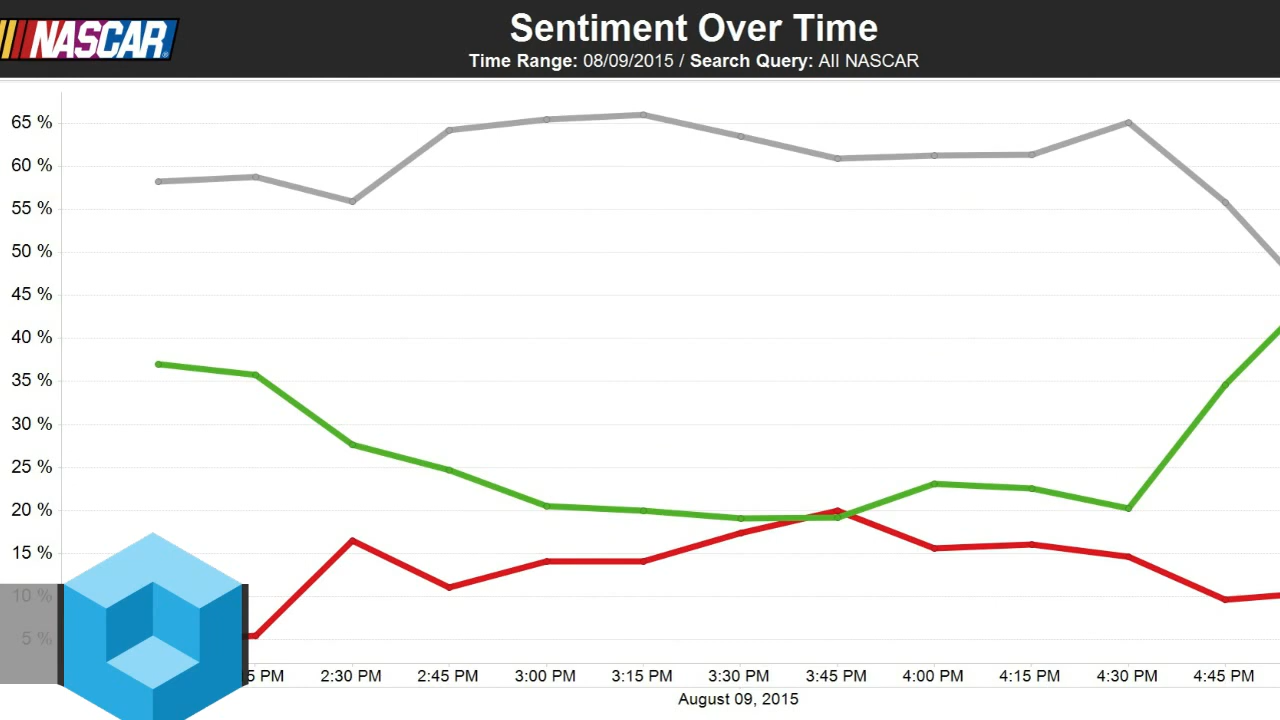 NASCAR
Sentiment Over Time
Time Range: 08/09/2015 / Search Query: All NASCAR
65 %
60 %
55 %
50 %
45 %
40 %
35 %
30 %
25 %
20 %
15 %
10 %
5 %
5 PM 2:30 PM 2:45 PM 3:00 PM 3:15 PM 3:30 PM 3:45 PM 4:00 PM 4:15 PM 4:30 PM 4:45 PM
August 09, 2015